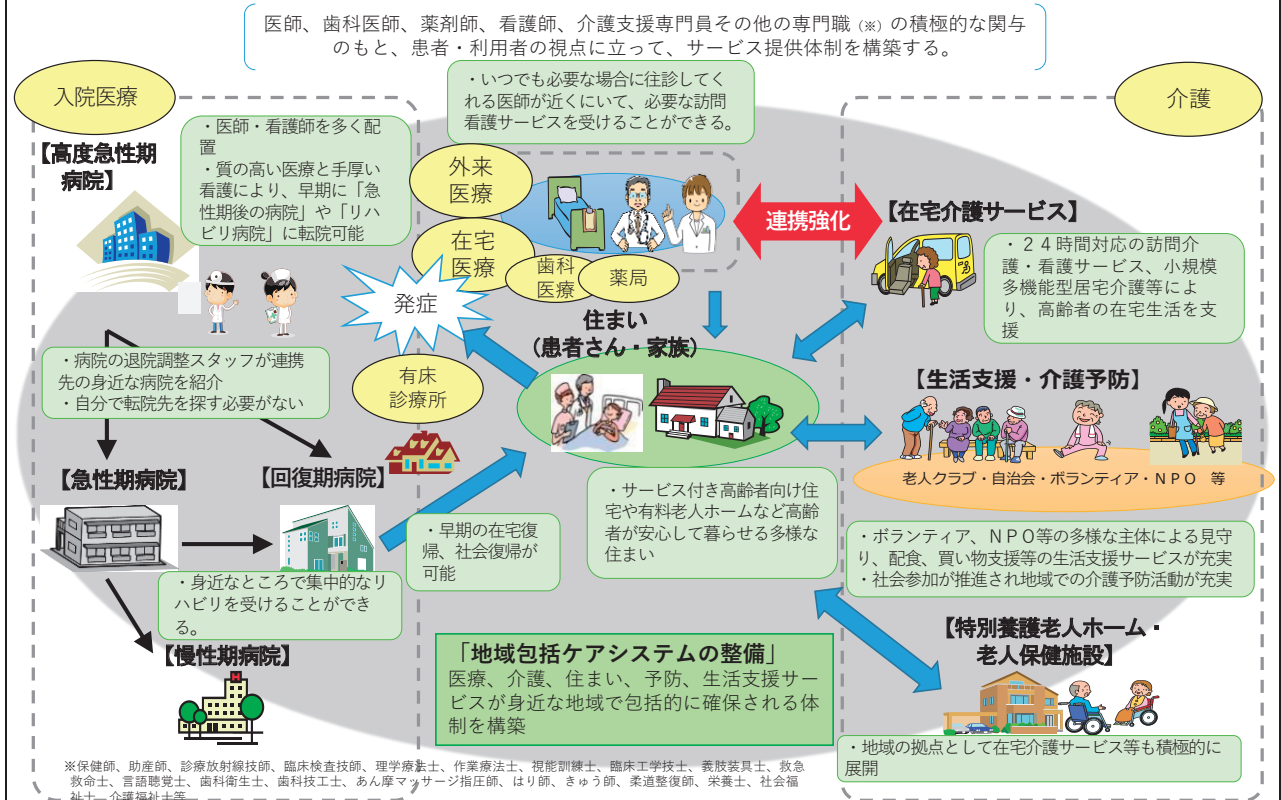 医師、歯科医師、薬剤師、看護師、介護支援専門員その他の専門職（※）の積極的な関与
のもと、患者・利用者の視点に立って、サービス提供体制を構築する。
入院医療
【高度急性期
病院】
・医師・看護師を多く配
置
・質の高い医療と手厚い
看護により、早期に「急
性期後の病院」や「リハ
ビリ病院」に転院可能
・いつでも必要な場合に往診してく
れる医師が近くにいて、必要な訪問
看護サービスを受けることができる。
介護
外来
医療
在宅
医療
歯科
医療
薬局
連携強化
【在宅介護サービス】
・２４時間対応の訪問介
護・看護サービス、小規模
多機能型居宅介護等によ
り、高齢者の在宅生活を支
援
発症
住まい
（患者さん・家族）
・病院の退院調整スタッフが連携
先の身近な病院を紹介
・自分で転院先を探す必要がない
有床
診療所
【生活支援・介護予防】
老人クラブ・自治会・ボランティア・ＮＰＯ 等
【急性期病院】
【回復期病院】
・早期の在宅復
帰、社会復帰が
可能
・サービス付き高齢者向け住
宅や有料老人ホームなど高齢
者が安心して暮らせる多様な
住まい
・ボランティア、ＮＰＯ等の多様な主体による見守
り、配食、買い物支援等の生活支援サービスが充実
・社会参加が推進され地域での介護予防活動が充実
・身近なところで集中的なリ
ハビリを受けることができ
る。
【慢性期病院】
H
「地域包括ケアシステムの整備」
医療、介護、住まい、予防、生活支援サー
ビスが身近な地域で包括的に確保される体
制を構築
【特別養護老人ホーム・
老人保健施設】
・地域の拠点として在宅介護サービス等も積極的に
展開
※保健師、助産師、診療放射線技師、臨床検査技師、理学療法士、作業療法士、視能訓練士、臨床工学技士、義肢装具士、救急
救命士、言語聴覚士、歯科衛生士、歯科技工士、あん摩マッサージ指圧師、はり師、きゅう師、柔道整復師、栄養士、社会福
祉士、介護福祉士等